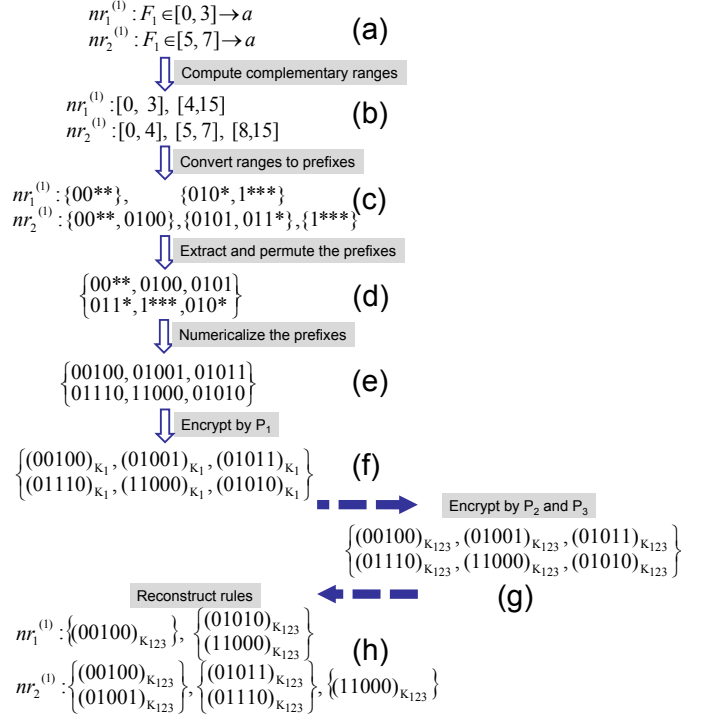 nr₁⁽¹⁾ : F₁ ∈ [0, 3] → a
nr₂⁽¹⁾ : F₁ ∈ [5, 7] → a
(a)
Compute complementary ranges
nr₁⁽¹⁾ :[0, 3], [4,15]
nr₂⁽¹⁾ :[0, 4], [5, 7], [8,15]
(b)
Convert ranges to prefixes
nr₁⁽¹⁾ :{00**}, {010*,1***}
nr₂⁽¹⁾ :{00**, 0100},{0101, 011*},{1***}
(c)
Extract and permute the prefixes
{00**, 0100, 0101
011*,1***,010*}
(d)
Numericalize the prefixes
{00100, 01001, 01011
01110,11000, 01010}
(e)
Encrypt by P₁
{(00100)K₁, (01001)K₁, (01011)K₁
(01110)K₁, (11000)K₁, (01010)K₁}
(f)
Encrypt by P₂ and P₃
{(00100)K₁₂₃, (01001)K₁₂₃, (01011)K₁₂₃
(01110)K₁₂₃, (11000)K₁₂₃, (01010)K₁₂₃}
(g)
Reconstruct rules
nr₁⁽¹⁾ :{(00100)K₁₂₃}, {(01010)K₁₂₃
(11000)K₁₂₃}
(h)
nr₂⁽¹⁾ :{(00100)K₁₂₃
(01001)K₁₂₃}, {(01011)K₁₂₃
(01110)K₁₂₃}, {(11000)K₁₂₃}